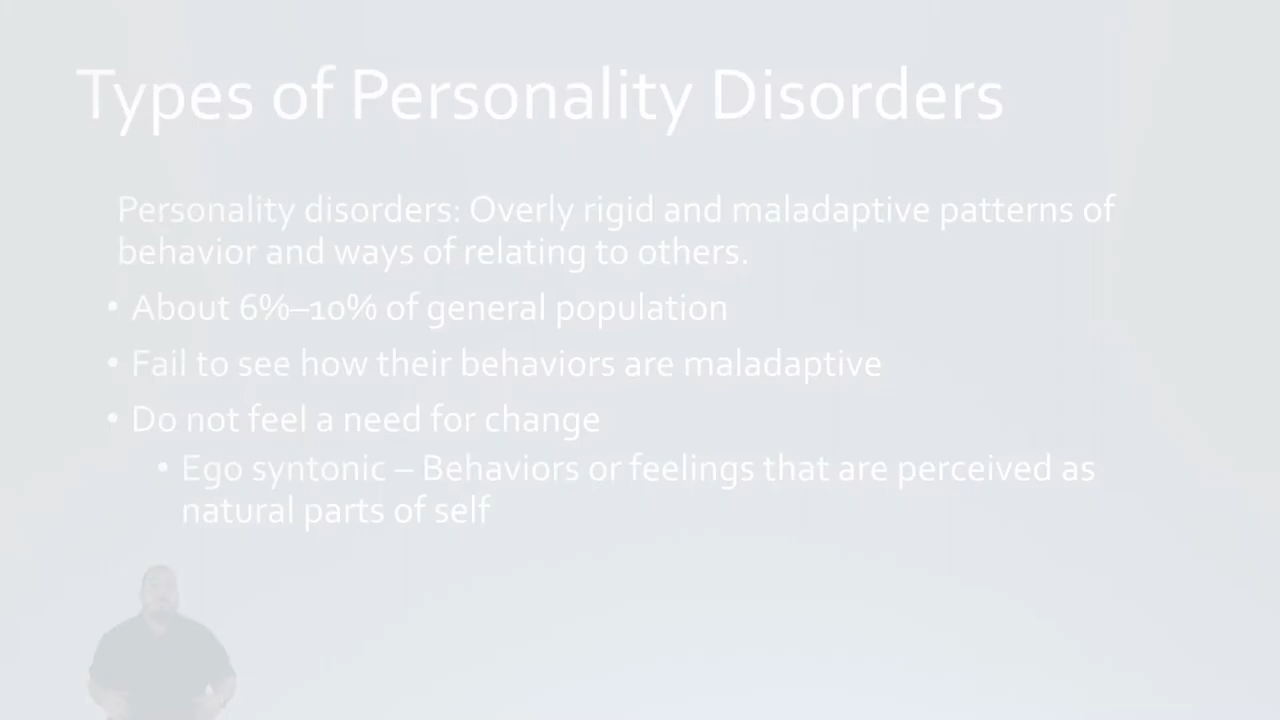 Types of Personality Disorders
Personality disorders: Overly rigid and maladaptive patterns of
behavior and ways of relating to others.
• About 6%–10% of general population
• Fail to see how their behaviors are maladaptive
• Do not feel a need for change
• Ego syntonic – Behaviors or feelings that are perceived as
natural parts of self